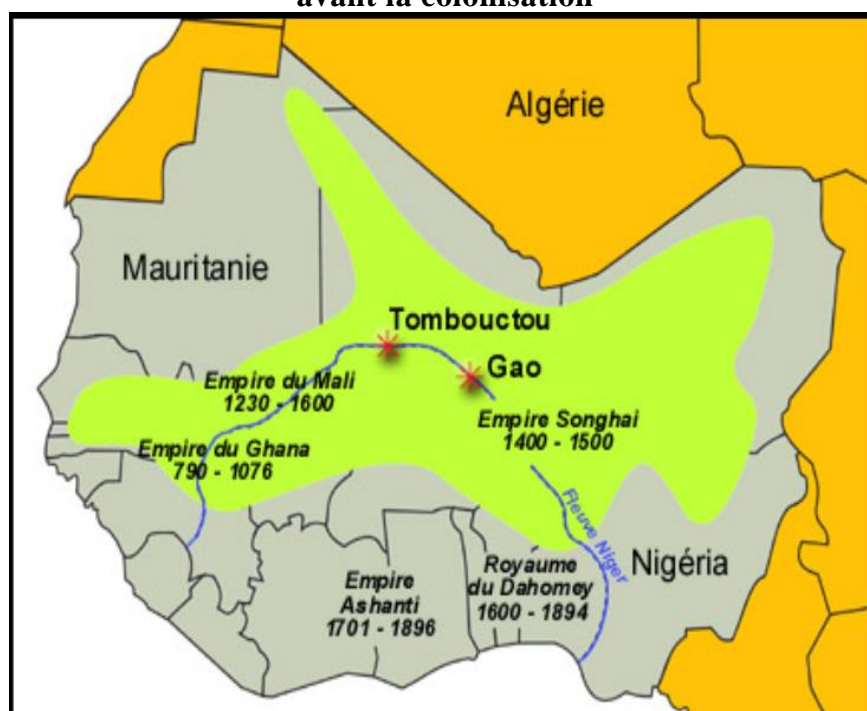 avant la colonisation
Algérie
Mauritanie
Tombouctou
Gao
Empire du Mali
1230 - 1600
Empire Songhai
1400 - 1500
Empire du Ghana
790 - 1076
Fleuve Niger
Nigéria
Royaume
du Dahomey
1600 - 1894
Empire
Ashanti
1701 - 1896